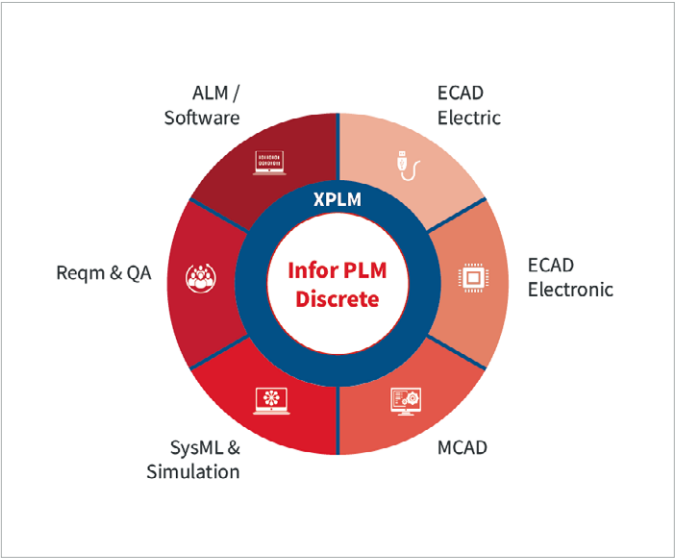 ALM /
Software
ECAD
Electric
XPLM
Reqm & QA
Infor PLM
Discrete
ECAD
Electronic
SysML &
Simulation
MCAD